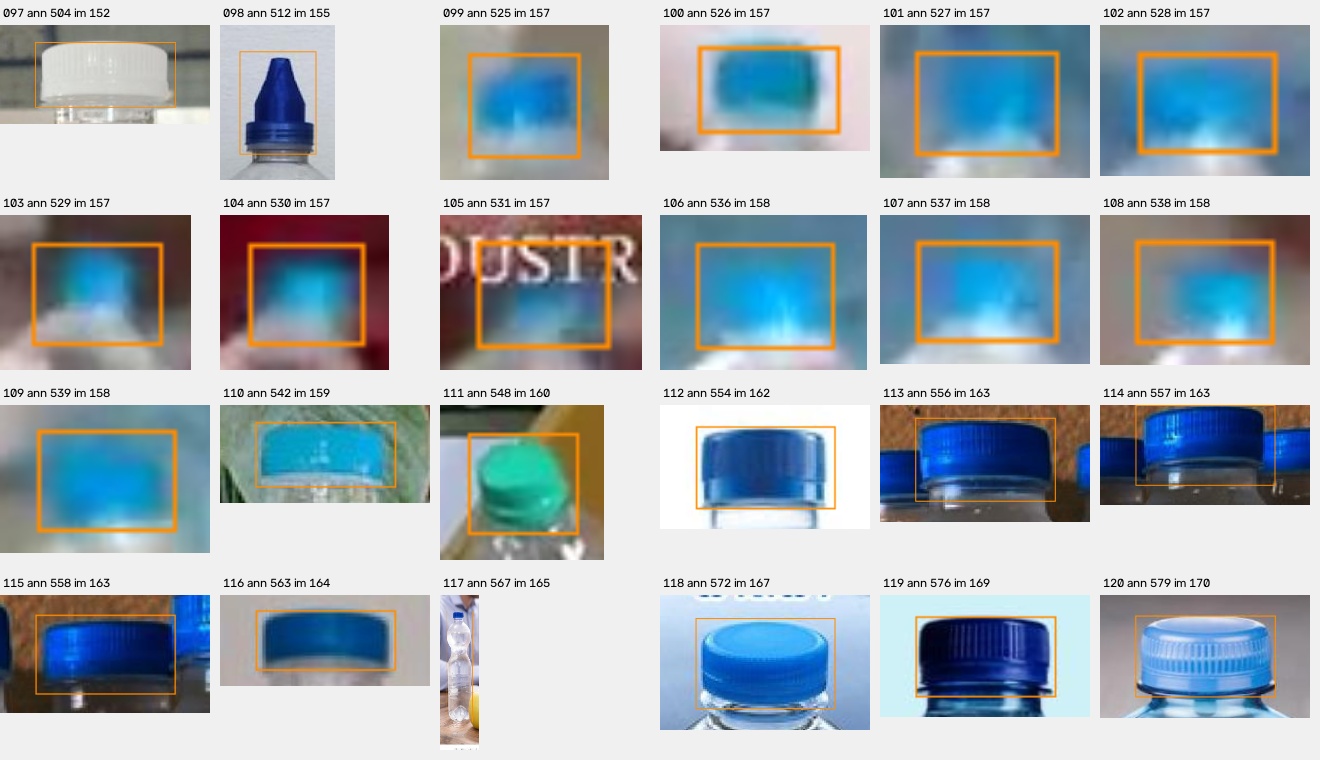 097 ann 504 im 152
098 ann 512 im 155
099 ann 525 im 157
100 ann 526 im 157
101 ann 527 im 157
102 ann 528 im 157
103 ann 529 im 157
104 ann 530 im 157
105 ann 531 im 157
106 ann 536 im 158
107 ann 537 im 158
108 ann 538 im 158
DUSTR
109 ann 539 im 158
110 ann 542 im 159
111 ann 548 im 160
112 ann 554 im 162
113 ann 556 im 163
114 ann 557 im 163
115 ann 558 im 163
116 ann 563 im 164
117 ann 567 im 165
118 ann 572 im 167
119 ann 576 im 169
120 ann 579 im 170